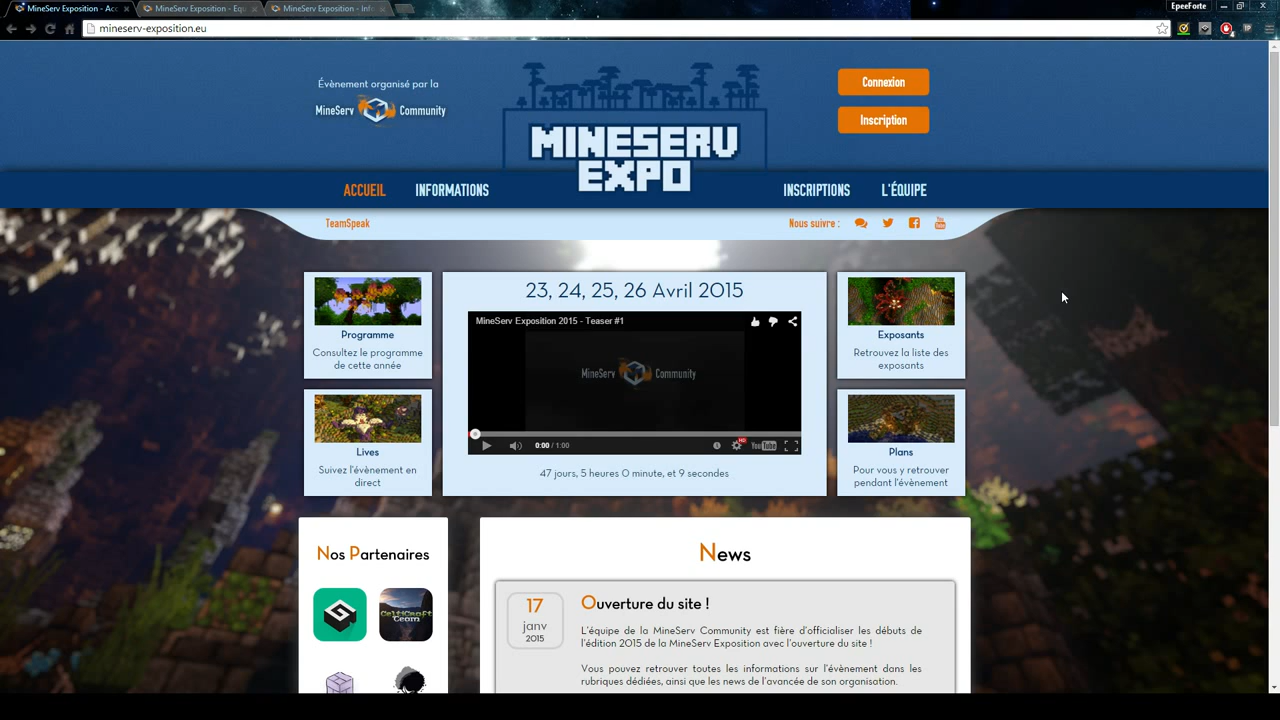 MineServ Exposition - Acc
MineServ Exposition - Equ
MineServ Exposition - Info
EpeeForte
mineserv-exposition.eu
Évènement organisé par la
MineServ Community
MINESERV
EXPO
Connexion
Inscription
ACCUEIL
INFORMATIONS
INSCRIPTIONS
L'ÉQUIPE
TeamSpeak
Nous suivre :
Programme
Consultez le programme
de cette année
Lives
Suivez l'évènement en
direct
23, 24, 25, 26 Avril 2015
MineServ Exposition 2015 - Teaser #1
MineServ Community
0:00 / 1:00
HD
YouTube
47 jours, 5 heures 0 minute, et 9 secondes
Exposants
Retrouvez la liste des
exposants
Plans
Pour vous y retrouver
pendant l'évènement
Nos Partenaires
CeltiCraft
Team
News
17
janv
2015
Ouverture du site !
L'équipe de la MineServ Community est fière d'officialiser les débuts de
l'édition 2015 de la MineServ Exposition avec l'ouverture du site !
Vous pouvez retrouver toutes les informations sur l'évènement dans les
rubriques dédiées, ainsi que les news de l'avancée de son organisation.